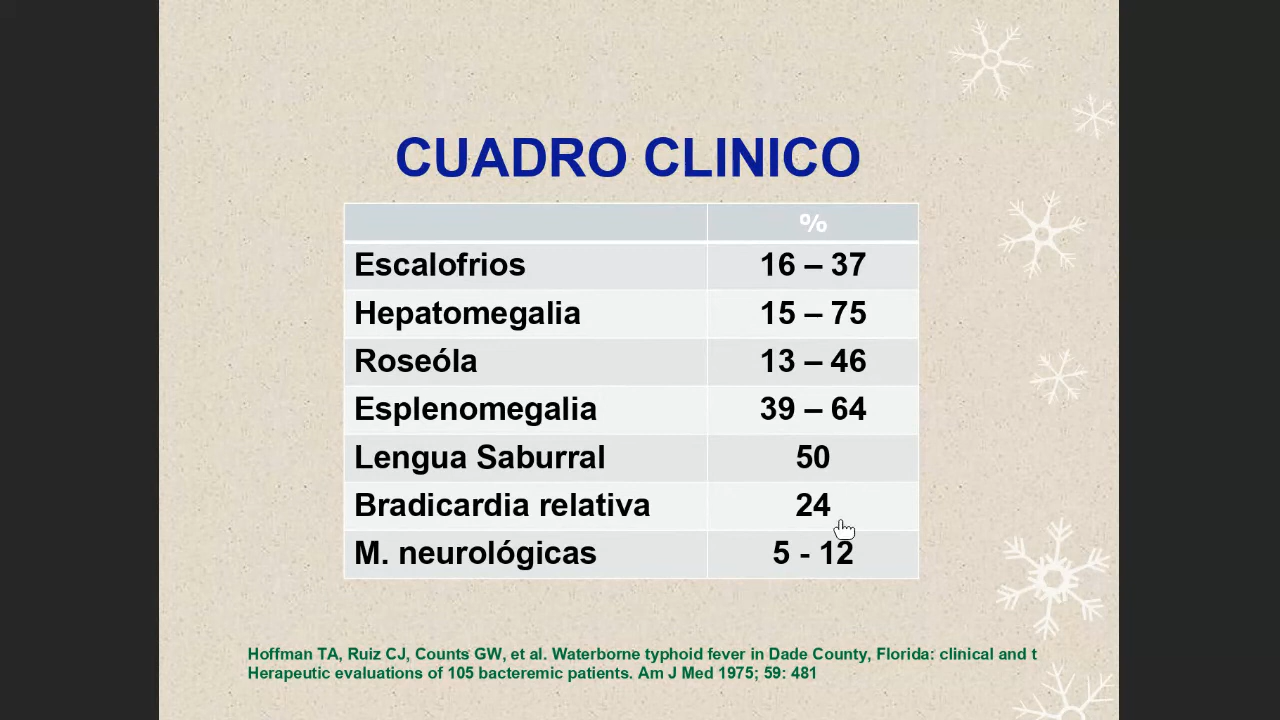 CUADRO CLINICO
%
Escalofrios 16 – 37
Hepatomegalia 15 – 75
Roseóla 13 – 46
Esplenomegalia 39 – 64
Lengua Saburral 50
Bradicardia relativa 24
M. neurológicas 5 - 12
Hoffman TA, Ruiz CJ, Counts GW, et al. Waterborne typhoid fever in Dade County, Florida: clinical and t
Herapeutic evaluations of 105 bacteremic patients. Am J Med 1975; 59: 481